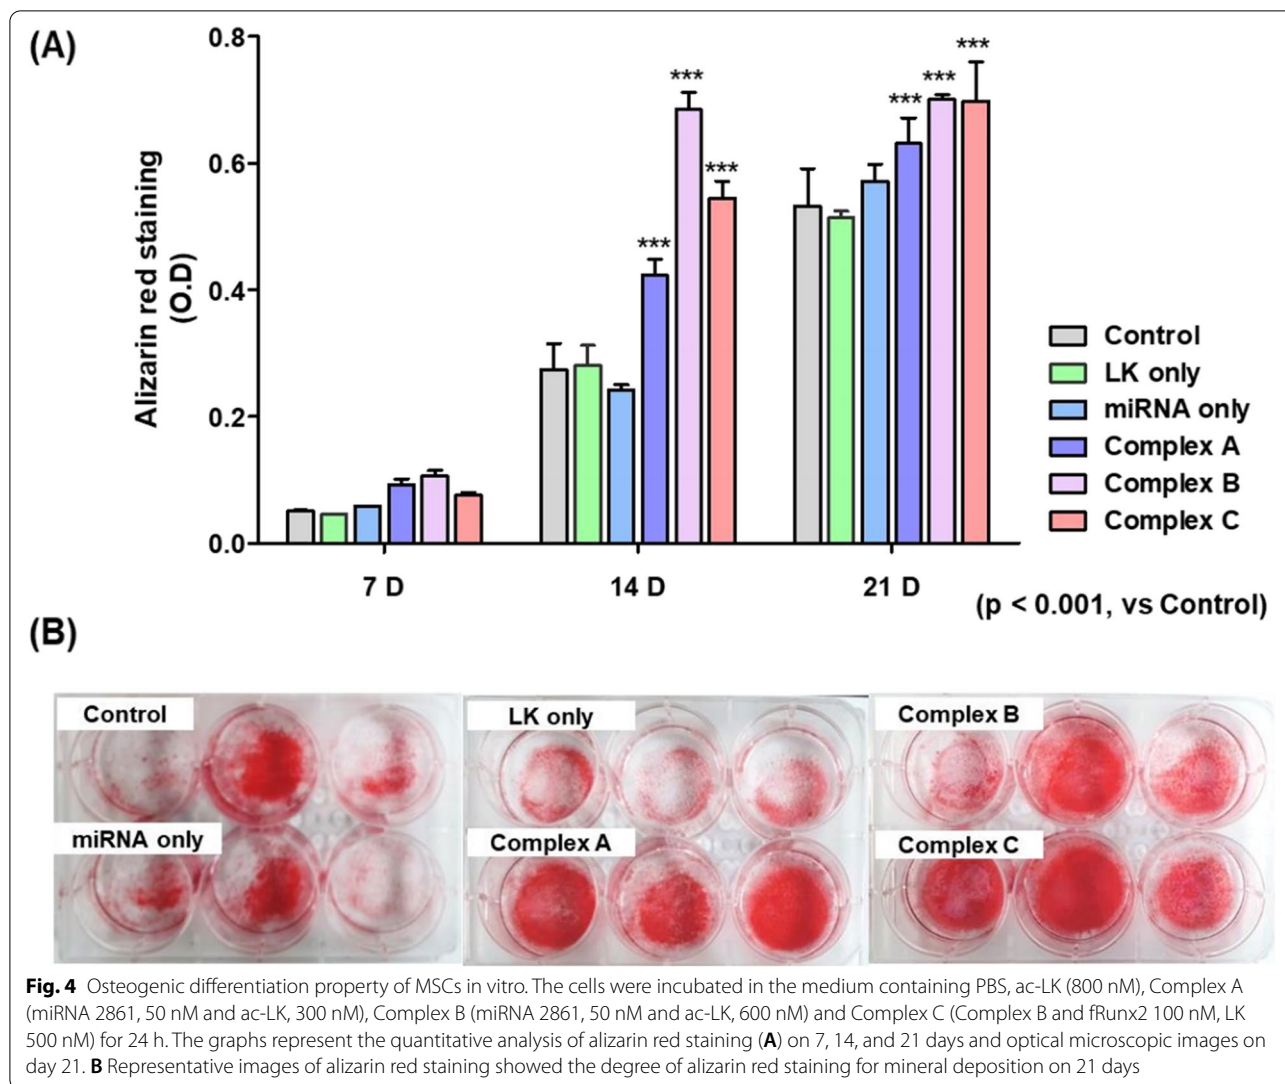 (A)
Alizarin red staining
(O.D)
0.8
0.6
0.4
0.2
0.0
***
***
***
***
***
***
7 D
14 D
21 D
Control
LK only
miRNA only
Complex A
Complex B
Complex C
(p < 0.001, vs Control)
(B)
Control
LK only
Complex B
miRNA only
Complex A
Complex C
Fig. 4 Osteogenic differentiation property of MSCs in vitro. The cells were incubated in the medium containing PBS, ac-LK (800 nM), Complex A
(miRNA 2861, 50 nM and ac-LK, 300 nM), Complex B (miRNA 2861, 50 nM and ac-LK, 600 nM) and Complex C (Complex B and fRunx2 100 nM, LK
500 nM) for 24 h. The graphs represent the quantitative analysis of alizarin red staining (A) on 7, 14, and 21 days and optical microscopic images on
day 21. B Representative images of alizarin red staining showed the degree of alizarin red staining for mineral deposition on 21 days